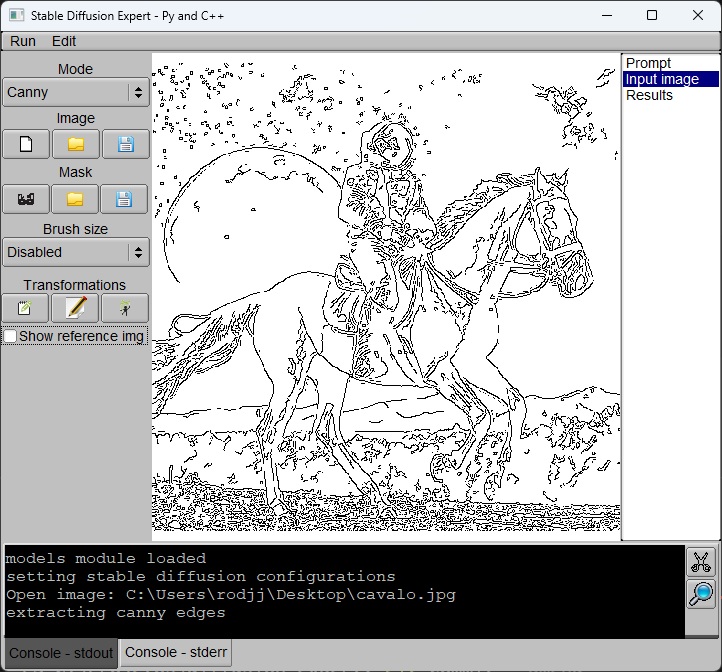 Stable Diffusion Expert - Py and C++
Run Edit
Mode
Canny
Image
Mask
Brush size
Disabled
Transformations
Show reference img
Prompt
Input image
Results
models module loaded
setting stable diffusion configurations
Open image: C:\Users\rodjj\Desktop\cavalo.jpg
extracting canny edges
Console - stdout
Console - stderr